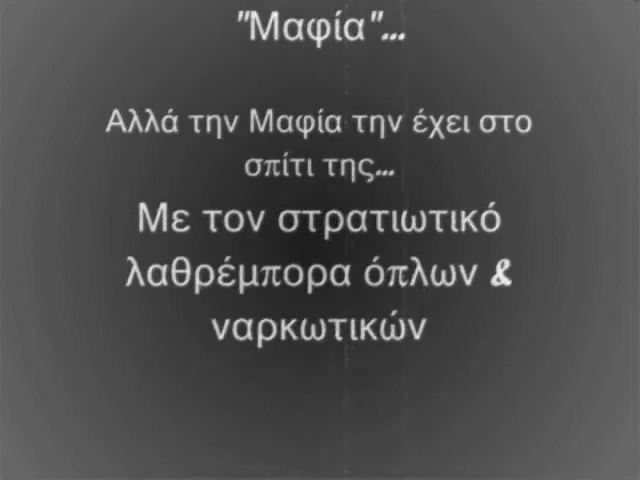 "Μαφία"...
Αλλά την Μαφία την έχει στο
σπίτι της...
Με τον στρατιωτικό
λαθρέμπορα όπλων &
ναρκωτικών